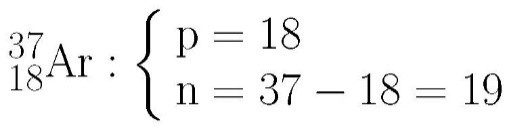 ³⁷₁₈Ar : { p = 18
n = 37 − 18 = 19